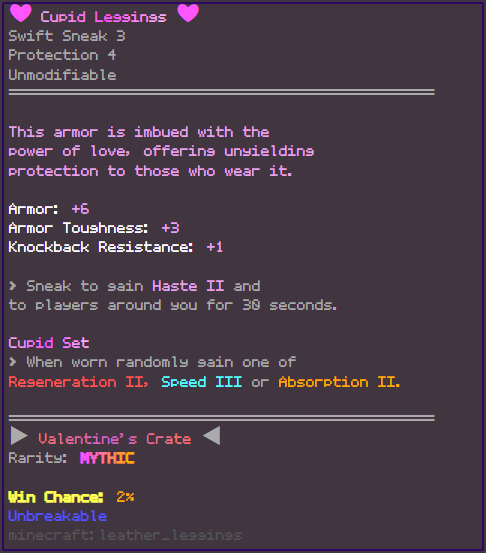 ♥ Cupid Leggings ♥
Swift Sneak 3
Protection 4
Unmodifiable
This armor is imbued with the
power of love, offering unyielding
protection to those who wear it.
Armor: +6
Armor Toughness: +3
Knockback Resistance: +1
> Sneak to gain Haste II and
to players around you for 30 seconds.
Cupid Set
> When worn randomly gain one of
Regeneration II, Speed III or Absorption II.
▶ Valentine's Crate ◀
Rarity: MYTHIC
Win Chance: 2%
Unbreakable
minecraft:leather_leggings